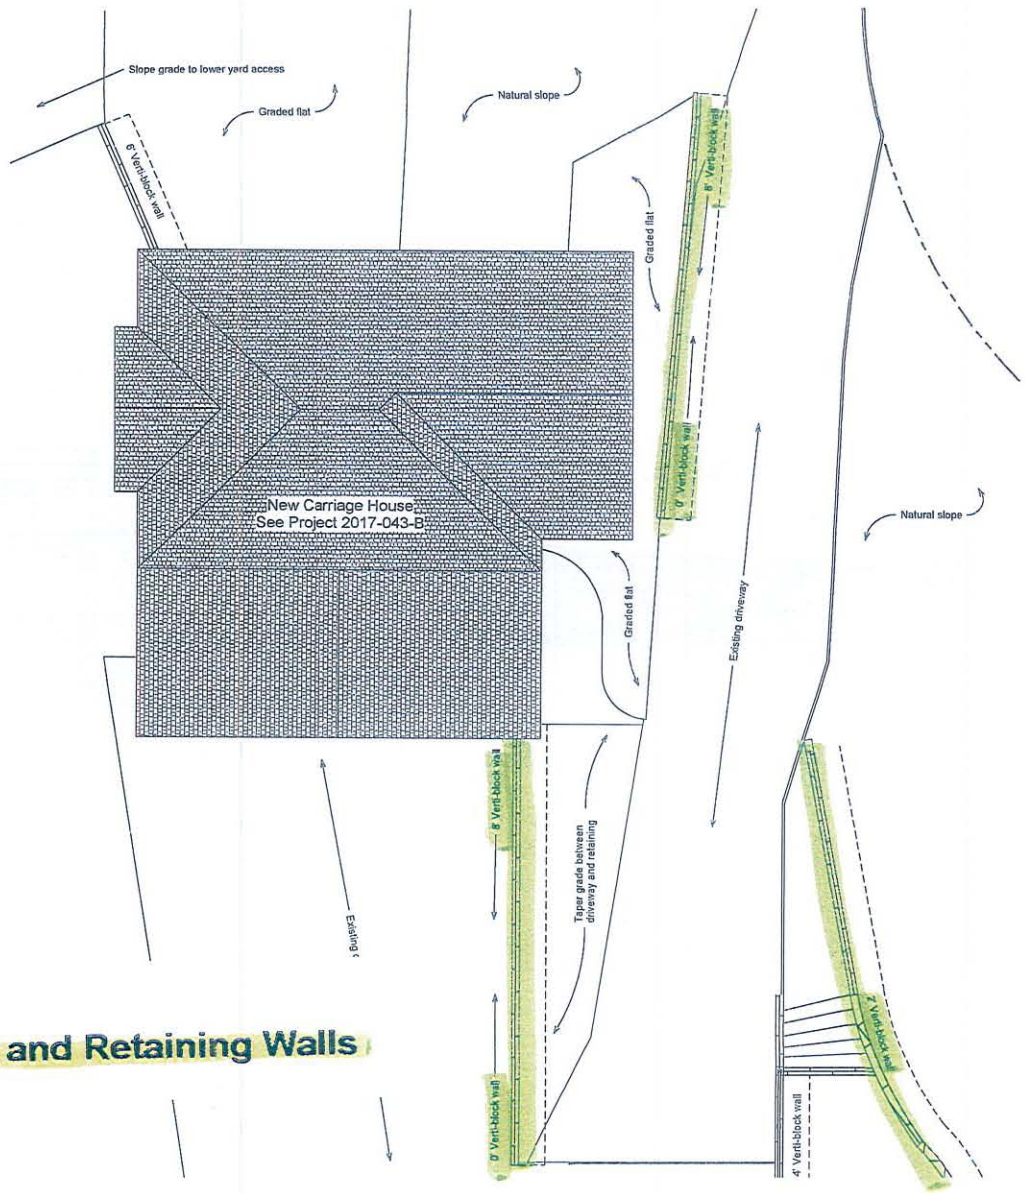 Slope grade to lower yard access
Graded flat
Natural slope
6' Verti-block wall
8' Verti-block wall
Graded flat
0' Verti-block wall
New Carriage House
See Project 2017-043-B
Natural slope
Graded flat
Existing driveway
8' Verti-block wall
Taper grade between
driveway and retaining
Existing
2' Verti-block wall
and Retaining Walls
0' Verti-block wall
4' Verti-block wall